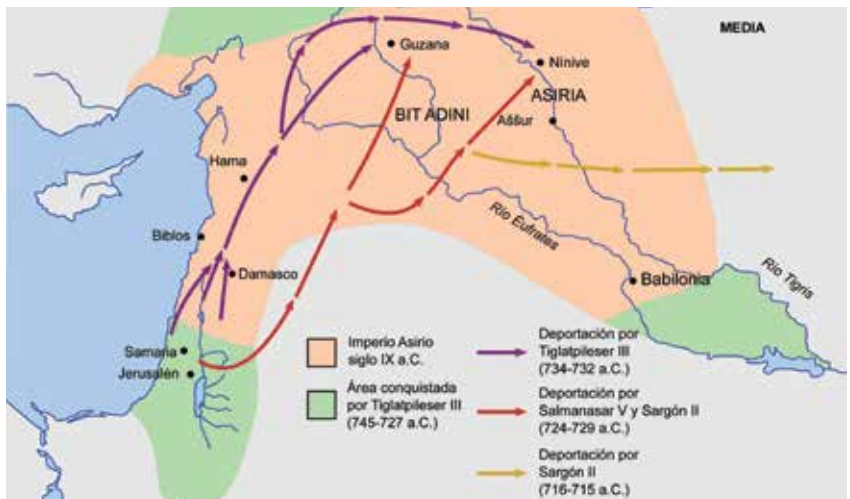 MEDIA
Guzana
Nínive
BIT ADINI
ASIRIA
Aššur
Hama
Río Eufrates
Biblos
Damasco
Babilonia
Río Tigris
Samaria
Jerusalén
Imperio Asirio
siglo IX a.C.
Área conquistada
por Tiglatpileser III
(745-727 a.C.)
Deportación por
Tiglatpileser III
(734-732 a.C.)
Deportación por
Salmanasar V y Sargón II
(724-729 a.C.)
Deportación por
Sargón II
(716-715 a.C.)